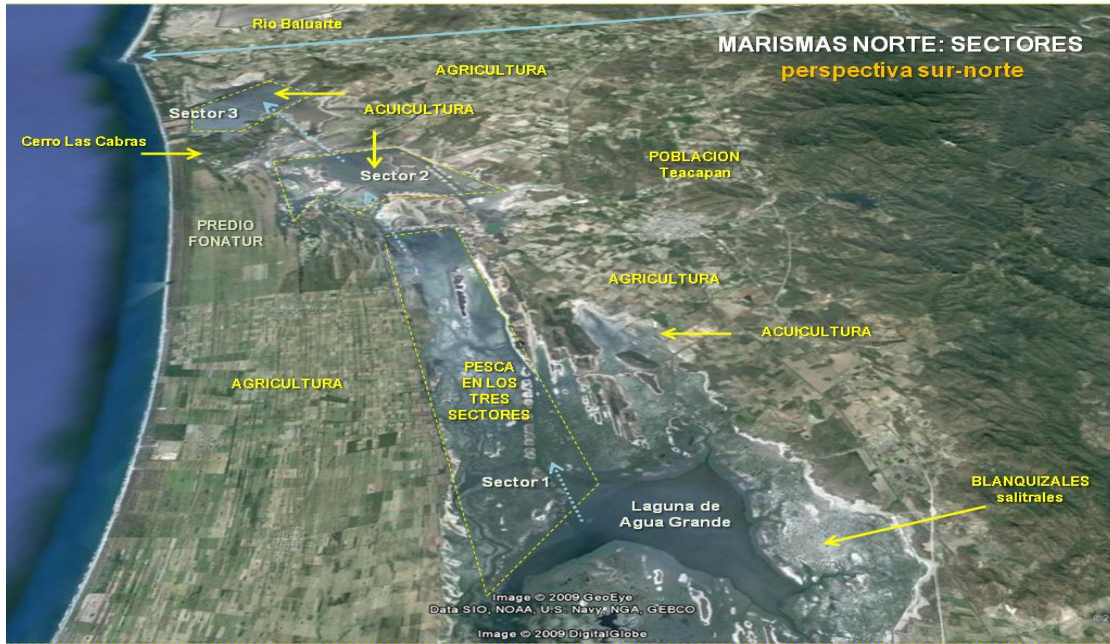 Rio Baluarte
MARISMAS NORTE: SECTORES
perspectiva sur-norte
AGRICULTURA
Sector 3
ACUICULTURA
Cerro Las Cabras
POBLACION
Teacapan
Sector 2
PREDIO
FONATUR
AGRICULTURA
ACUICULTURA
AGRICULTURA
PESCA
EN LOS
TRES
SECTORES
Sector 1
BLANQUIZALES
salitrales
Laguna de
Agua Grande
Image © 2009 GeoEye
Data SIO, NOAA, U.S. Navy, NGA, GEBCO
Image © 2009 DigitalGlobe